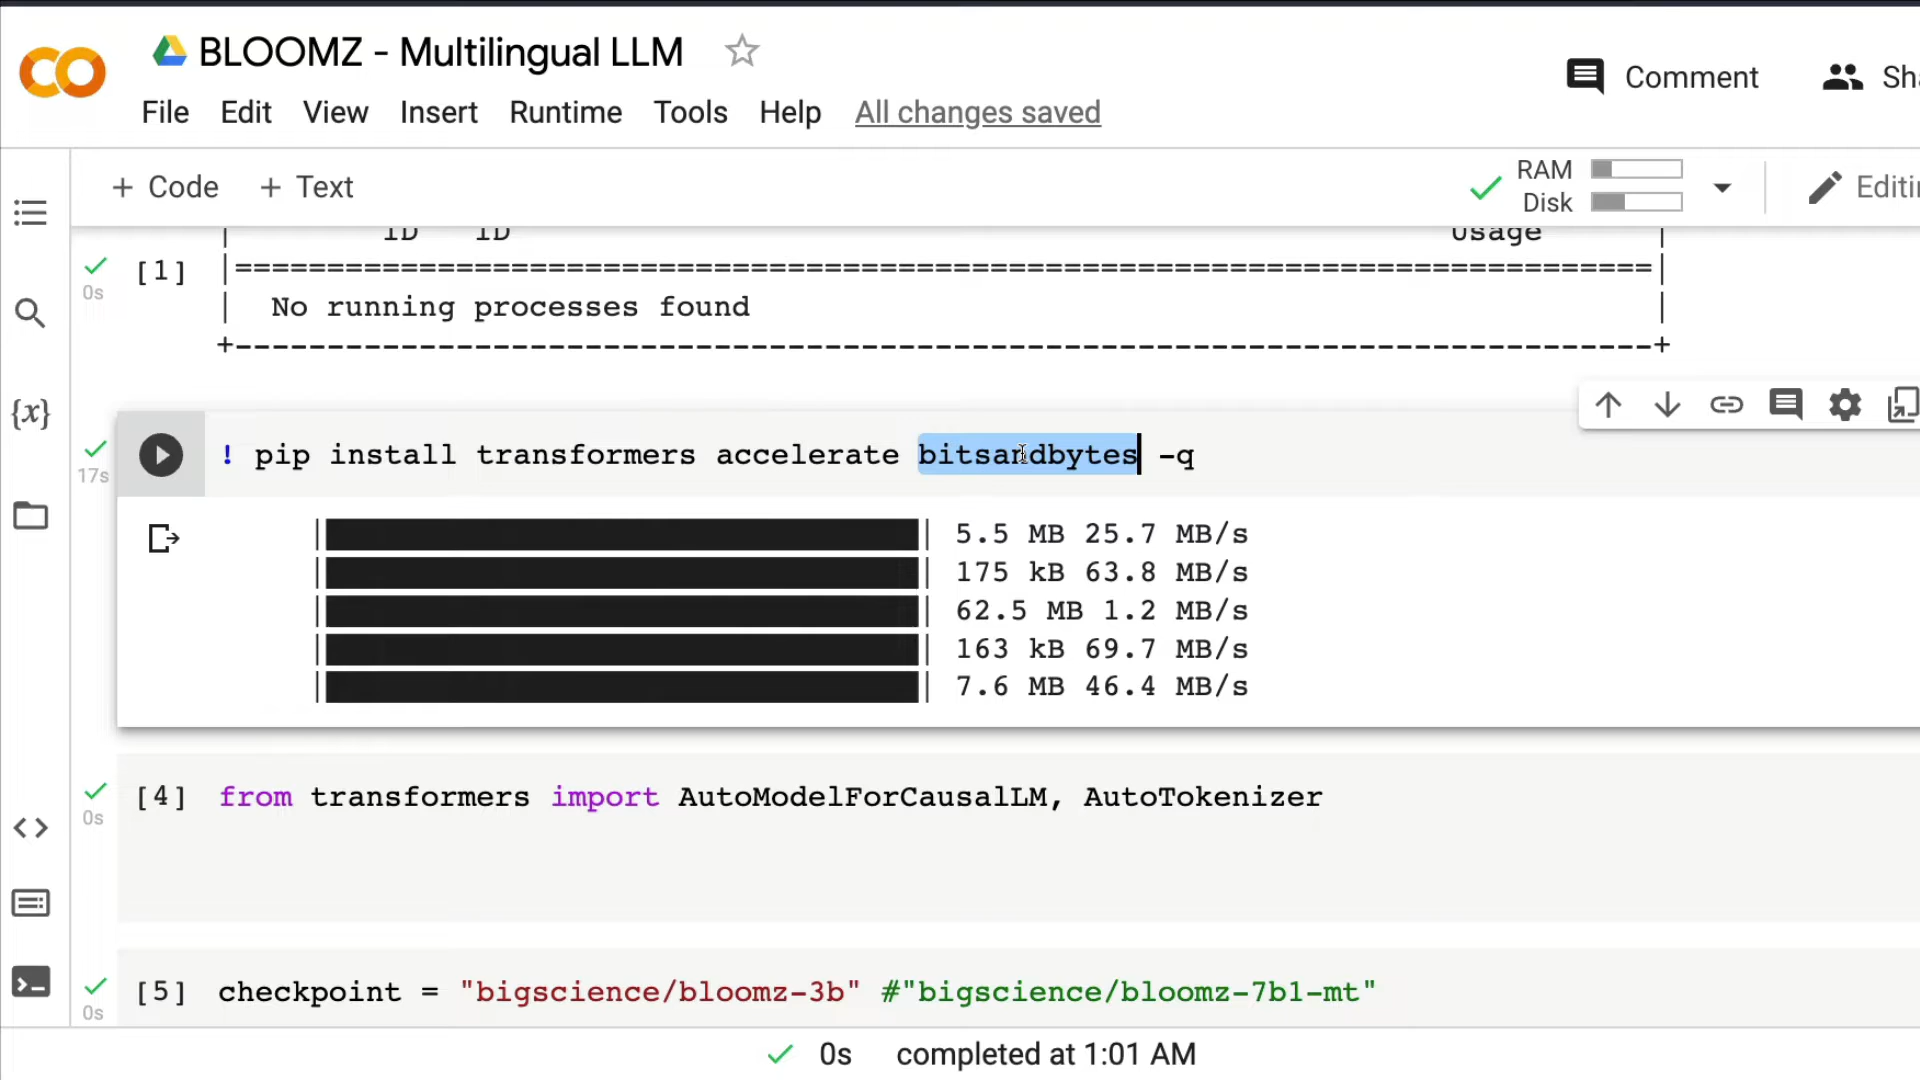 BLOOMZ - Multilingual LLM
Comment
File Edit View Insert Runtime Tools Help All changes saved
+ Code + Text
RAM
Disk
ID ID Usage
[1] |=============================================================================|
0s
| No running processes found |
+-----------------------------------------------------------------------------+
{x}
! pip install transformers accelerate bitsandbytes -q
17s
5.5 MB 25.7 MB/s
175 kB 63.8 MB/s
62.5 MB 1.2 MB/s
163 kB 69.7 MB/s
7.6 MB 46.4 MB/s
[4] from transformers import AutoModelForCausalLM, AutoTokenizer
0s
[5] checkpoint = "bigscience/bloomz-3b" #"bigscience/bloomz-7b1-mt"
0s
0s completed at 1:01 AM